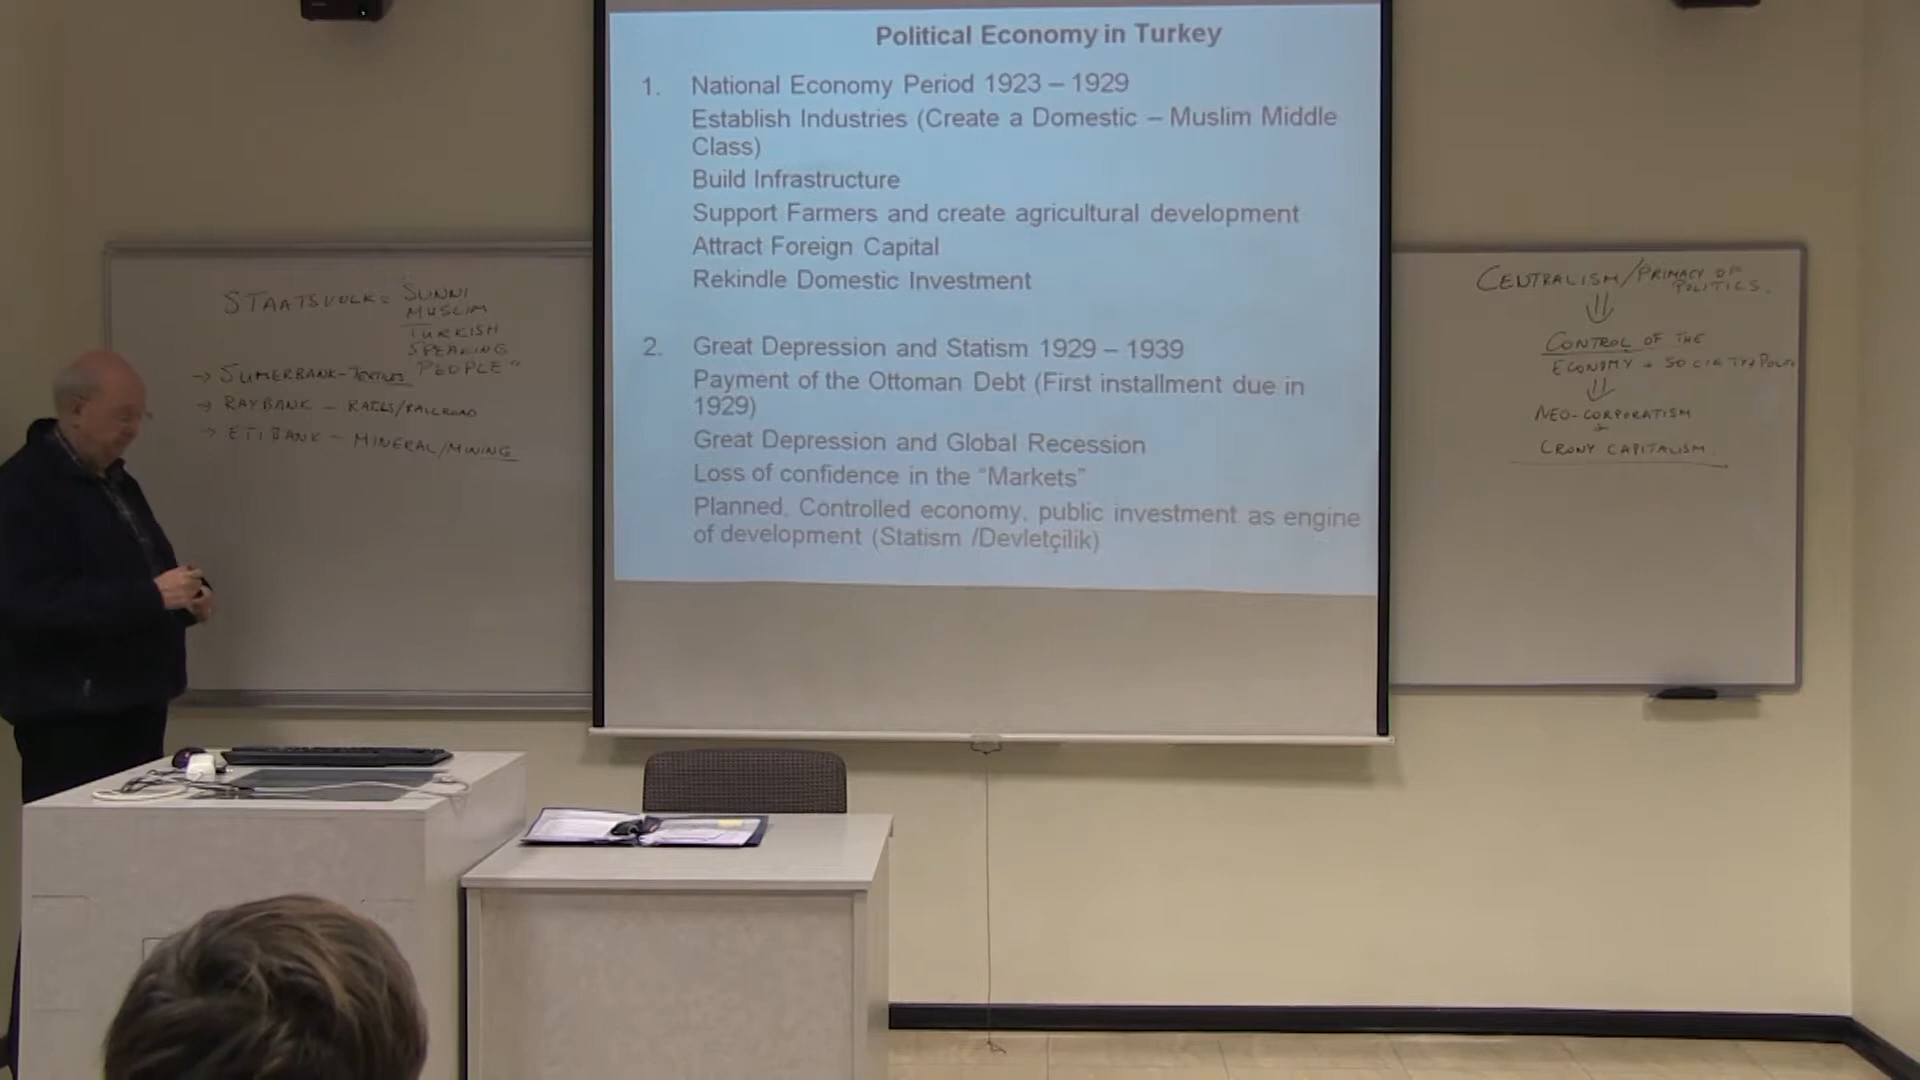 Political Economy in Turkey
1. National Economy Period 1923 – 1929
Establish Industries (Create a Domestic – Muslim Middle
Class)
Build Infrastructure
Support Farmers and create agricultural development
Attract Foreign Capital
Rekindle Domestic Investment
2. Great Depression and Statism 1929 – 1939
Payment of the Ottoman Debt (First installment due in
1929)
Great Depression and Global Recession
Loss of confidence in the “Markets”
Planned, Controlled economy, public investment as engine
of development (Statism /Devletçilik)
STAATSVOLK = SUNNI
MUSLIM
TURKISH
SPEAKING
PEOPLE"
→ SUMERBANK - TEXTILES
→ RAYBANK – RAILS/RAILROAD
→ ETIBANK – MINERAL/MINING
CENTRALISM/PRIMACY OF
POLITICS.
⇓
CONTROL OF THE
ECONOMY + SOCIETY +
⇓
NEO-CORPORATISM
+
CRONY CAPITALISM